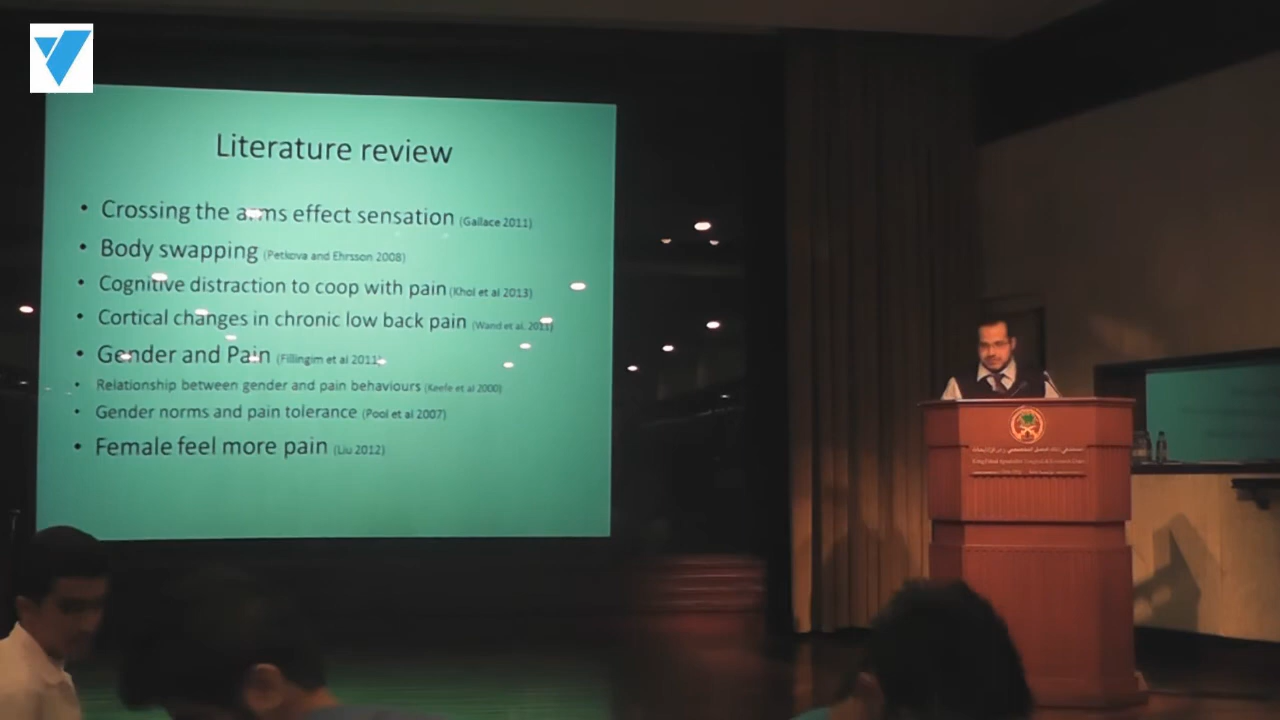 Literature review
• Crossing the arms effect sensation (Gallace 2011)
• Body swapping (Petkova and Ehrsson 2008)
• Cognitive distraction to coop with pain (Khol et al 2013)
• Cortical changes in chronic low back pain (Wand et al. 2011)
• Gender and Pain (Fillingim et al 2011)
• Relationship between gender and pain behaviours (Keefe et al 2000)
• Gender norms and pain tolerance (Pool et al 2007)
• Female feel more pain (Liu 2012)